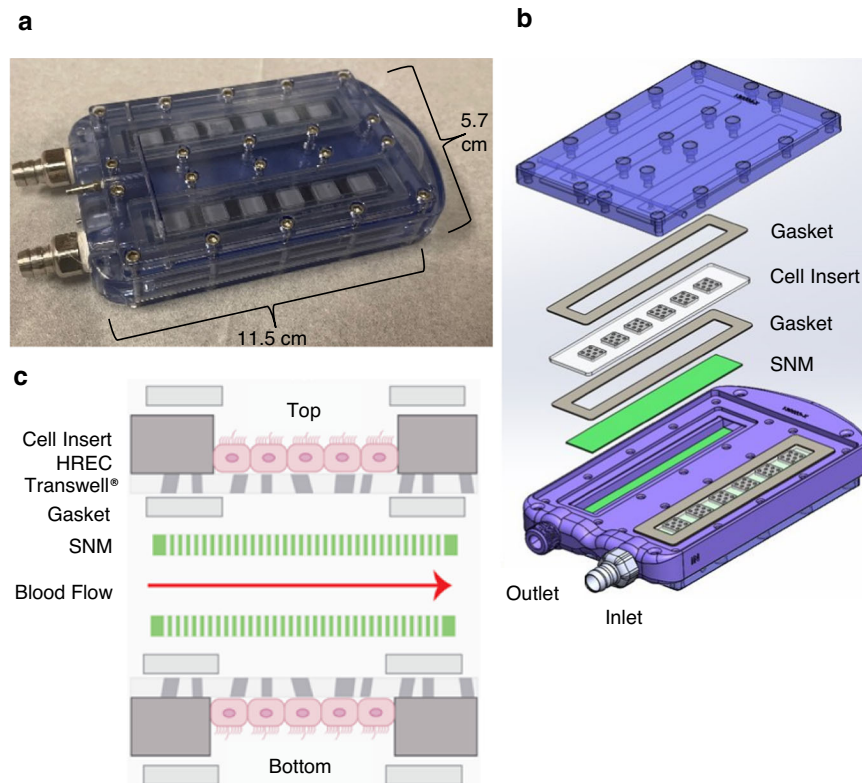 a
5.7
cm
11.5 cm
b
Gasket
Cell Insert
Gasket
SNM
Outlet
Inlet
c
Top
Cell Insert
HREC
Transwell®
Gasket
SNM
Blood Flow
Bottom